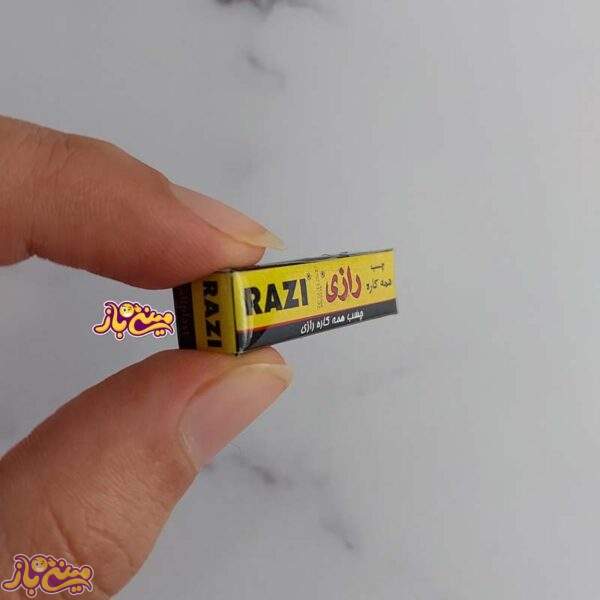 RAZI
RAZI
رازی
چسب
همه کاره
چسب همه کاره رازی
مینی باز
مینی باز